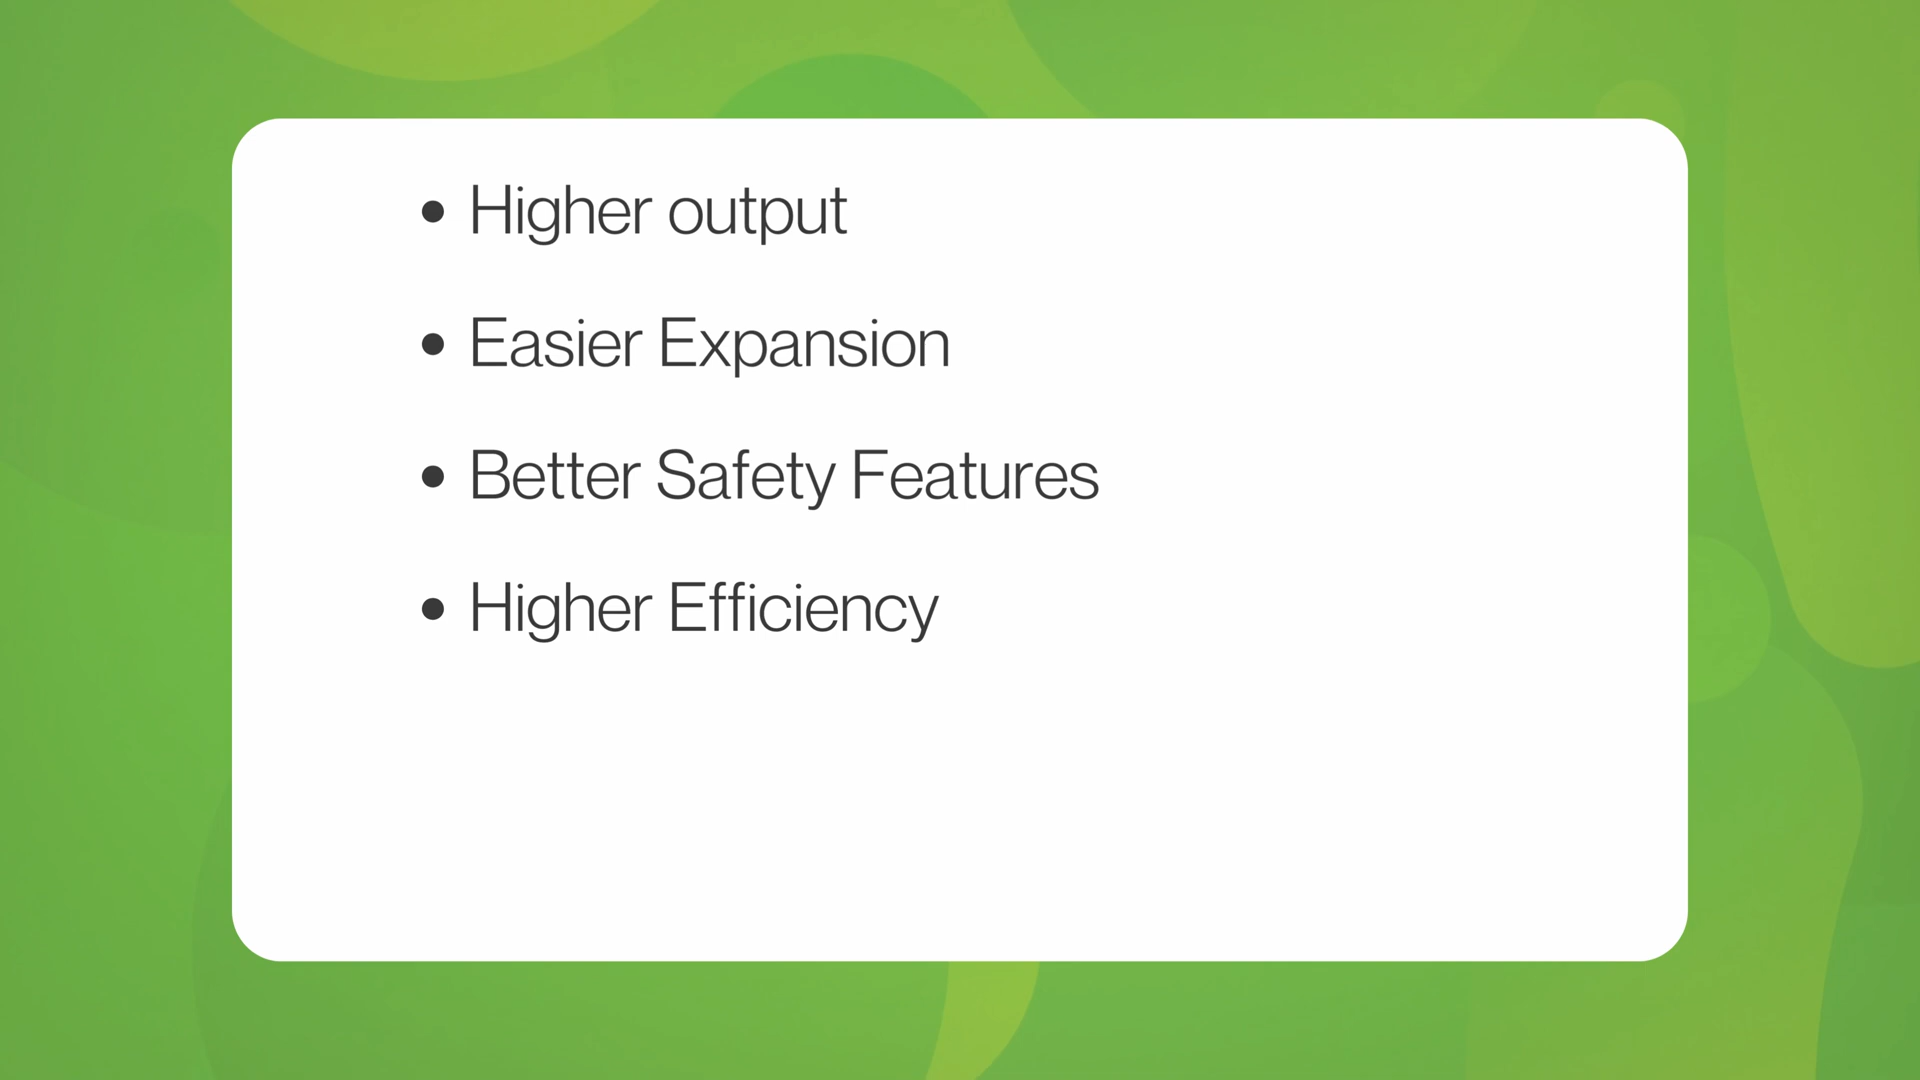 • Higher output
• Easier Expansion
• Better Safety Features
• Higher Efficiency